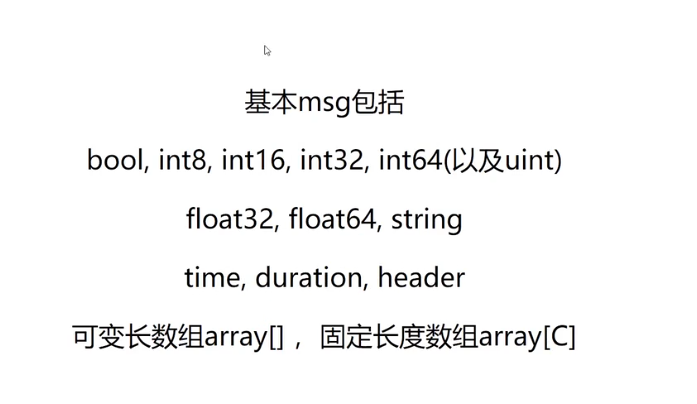 基本msg包括
bool, int8, int16, int32, int64(以及uint)
float32, float64, string
time, duration, header
可变长数组array[] ，固定长度数组array[C]